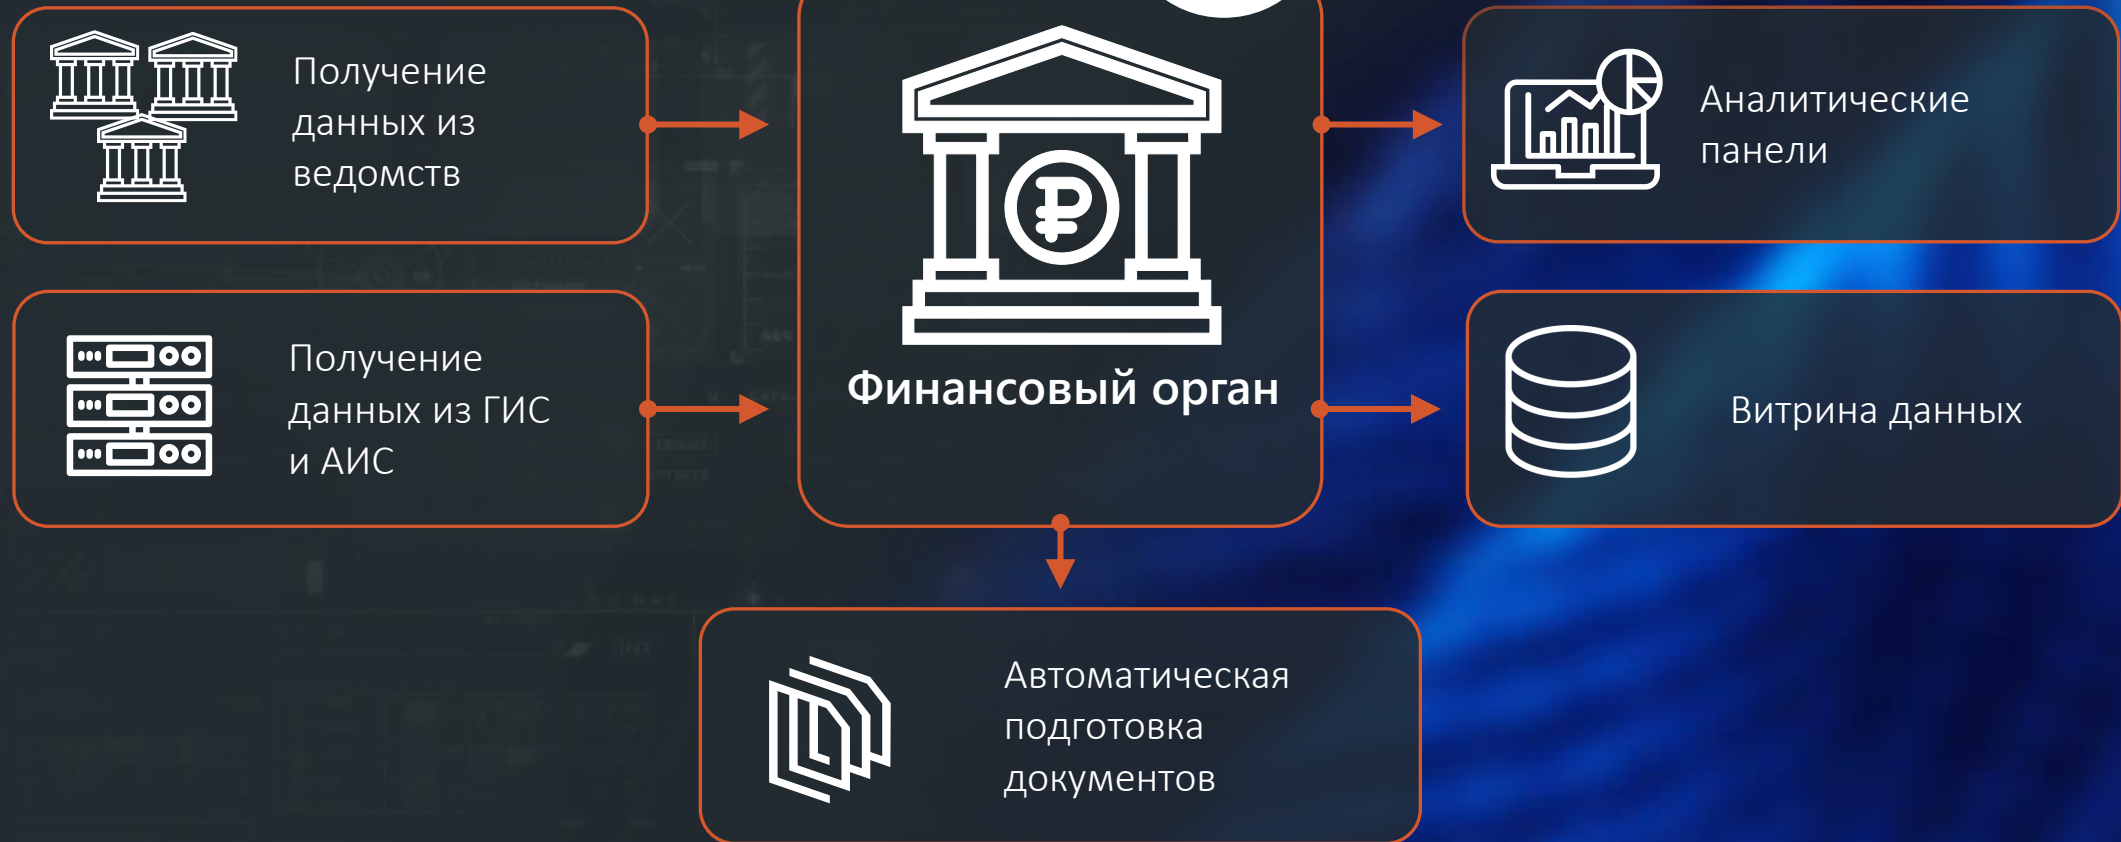 Получение
данных из
ведомств
Получение
данных из ГИС
и АИС
Финансовый орган
Аналитические
панели
Витрина данных
Автоматическая
подготовка
документов